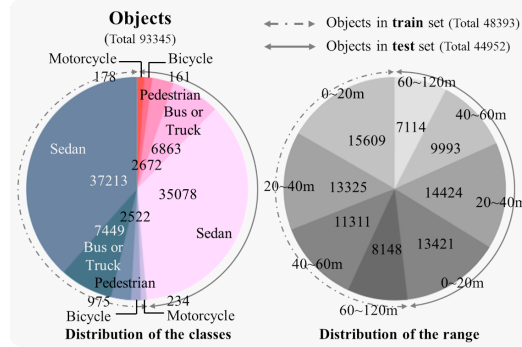 Objects
(Total 93345)
Objects in train set (Total 48393)
Objects in test set (Total 44952)
Motorcycle
Bicycle
178
161
Pedestrian
Bus or
Truck
Sedan
6863
2672
37213
35078
2522
7449
Sedan
Bus or
Truck
Pedestrian
975
234
Bicycle
Motorcycle
Distribution of the classes
60~120m
0~20m
40~60m
7114
15609
9993
20~40m
13325
14424
20~40m
11311
13421
8148
40~60m
0~20m
60~120m
Distribution of the range